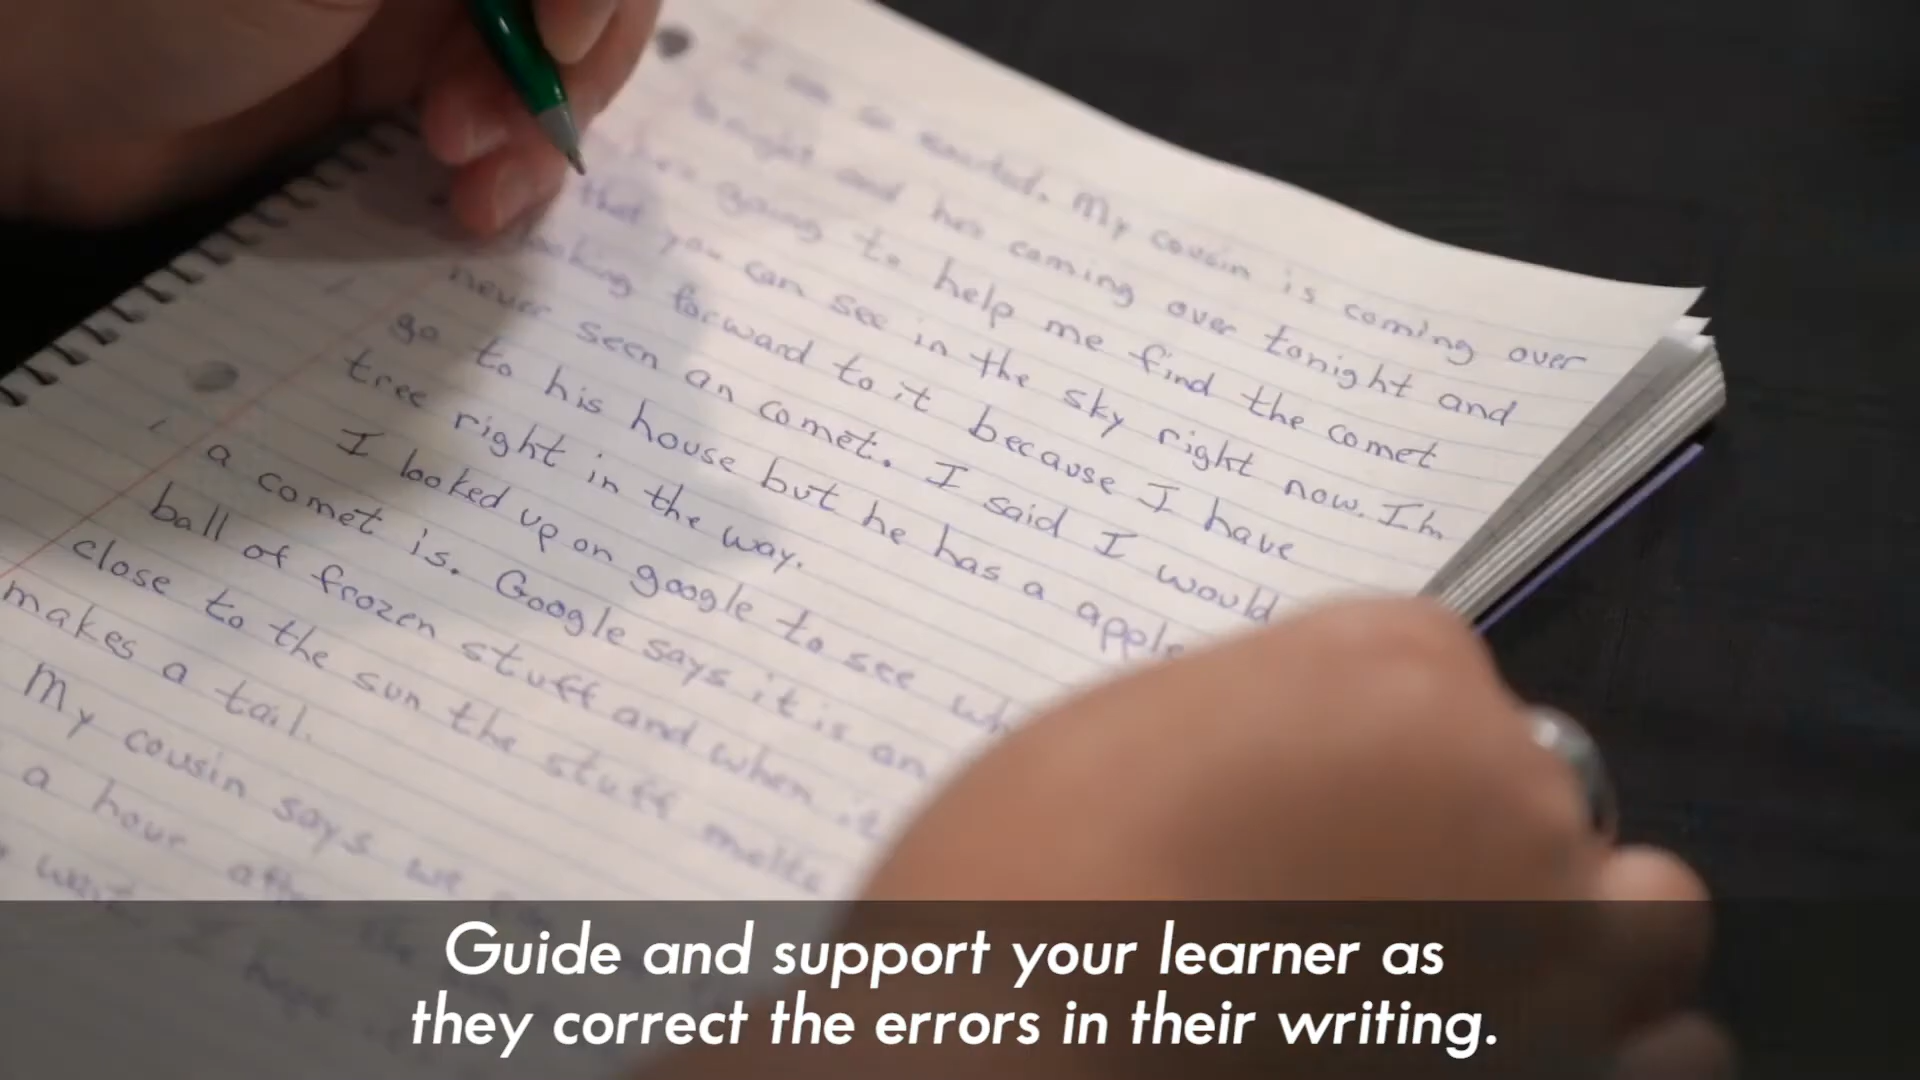 I am so excited. My cousin is coming over
tonight and he's coming over tonight and
he's going to help me find the comet
that you can see in the sky right now. I'm
looking forward to it because I have
never seen an comet. I said I would
go to his house but he has a apple
tree right in the way.
I looked up on google to see wh
a comet is. Google says it is an
ball of frozen stuff and when it
close to the sun the stuff melts
makes a tail.
My cousin says we can
a hour after the
want. I hope
Guide and support your learner as
they correct the errors in their writing.